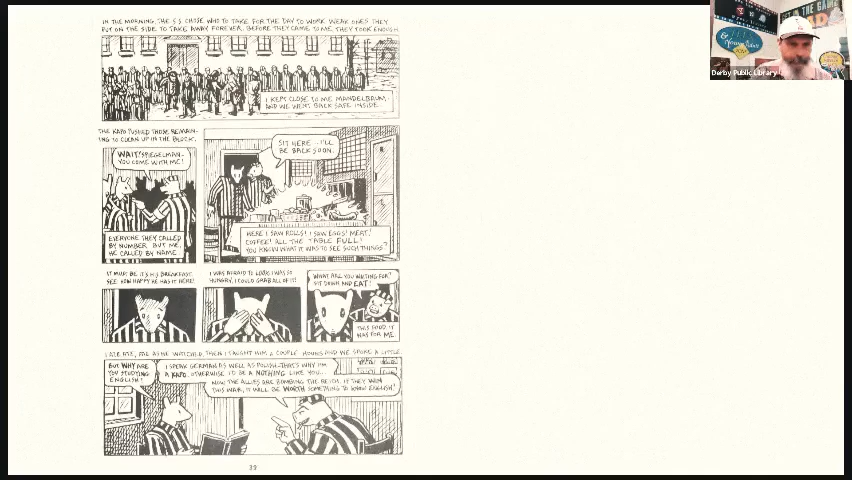 IN THE MORNING, THE S.S. CHOSE WHO TO TAKE FOR THE DAY TO WORK. WEAK ONES THEY
PUT ON THE SIDE TO TAKE AWAY FOREVER. BEFORE THEY CAME TO ME, THEY TOOK ENOUGH.
I KEPT CLOSE TO ME MANDELBAUM,
AND WE WENT BACK SAFE INSIDE.
THE KAPO PUSHED THOSE REMAIN-
ING TO CLEAN UP IN THE BLOCK.
WAIT! SPIEGELMAN-
YOU COME WITH ME!
EVERYONE THEY CALLED
BY NUMBER. BUT ME,
HE CALLED BY NAME.
SIT HERE - I'LL
BE BACK SOON.
HERE I SAW ROLLS! I SAW EGGS! MEAT!
COFFEE! ALL THE TABLE FULL!
YOU KNOW WHAT IT WAS TO SEE SUCH THINGS?
IT MUST BE IT'S HIS BREAKFAST.
SEE HOW HAPPY HE HAS IT HERE!
I WAS AFRAID TO LOOK. I WAS SO
HUNGRY, I COULD GRAB ALL OF IT!
WHAT ARE YOU WAITING FOR?
SIT DOWN AND EAT!
THIS FOOD, IT
WAS FOR ME.
I ATE, ATE, ATE AS HE WATCHED. THEN I TAUGHT HIM A COUPLE HOURS AND WE SPOKE A LITTLE.
BUT WHY ARE
YOU STUDYING
ENGLISH?
I SPEAK GERMAN AS WELL AS POLISH-THAT'S WHY I'M
A KAPO. OTHERWISE I'D BE A NOTHING LIKE YOU...
NOW THE ALLIES ARE BOMBING THE REICH. IF THEY WIN
THIS WAR, IT WILL BE WORTH SOMETHING TO KNOW ENGLISH!
Derby Public Library